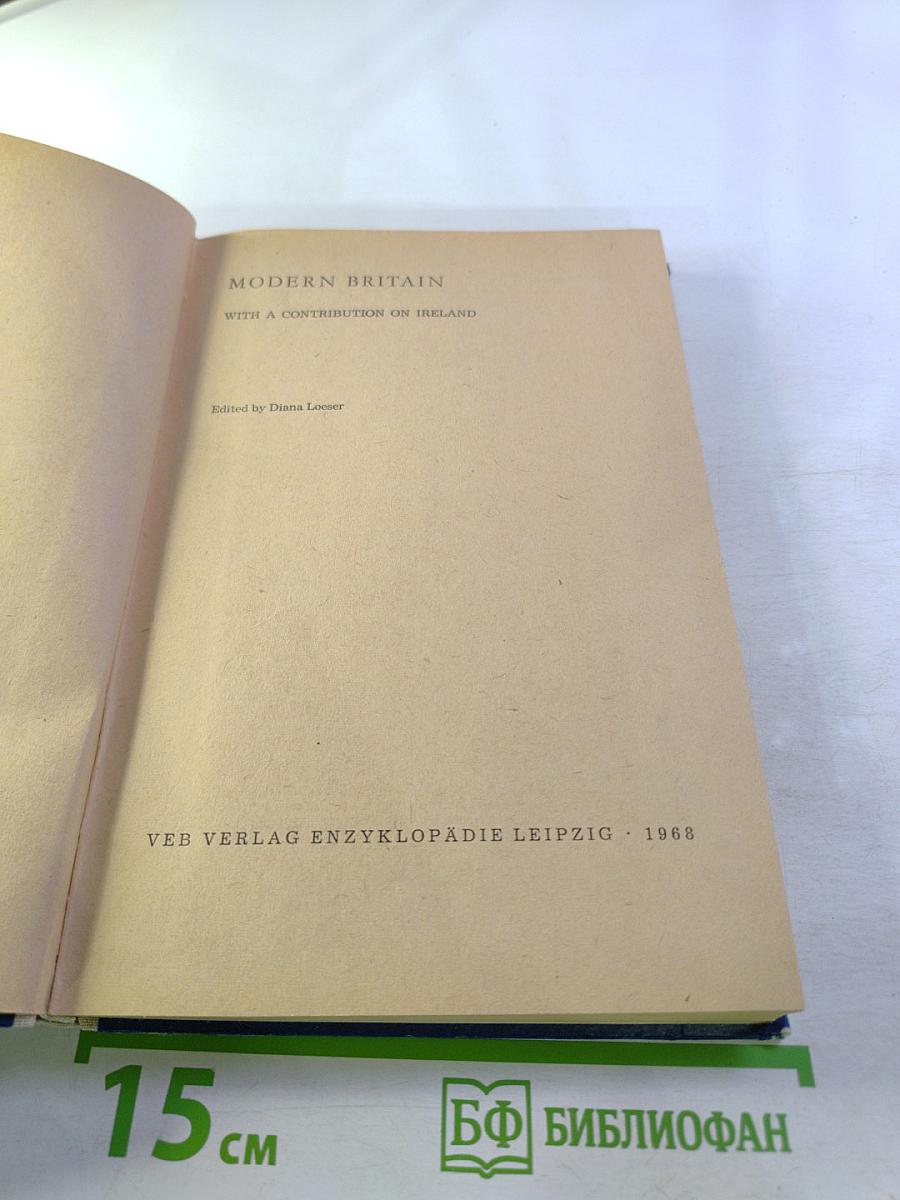 MODERN BRITAIN
WITH A CONTRIBUTION ON IRELAND
Edited by Diana Loeser
VEB VERLAG ENZYKLOPÄDIE LEIPZIG · 1968
15 см
БФ БИБЛИОФАН